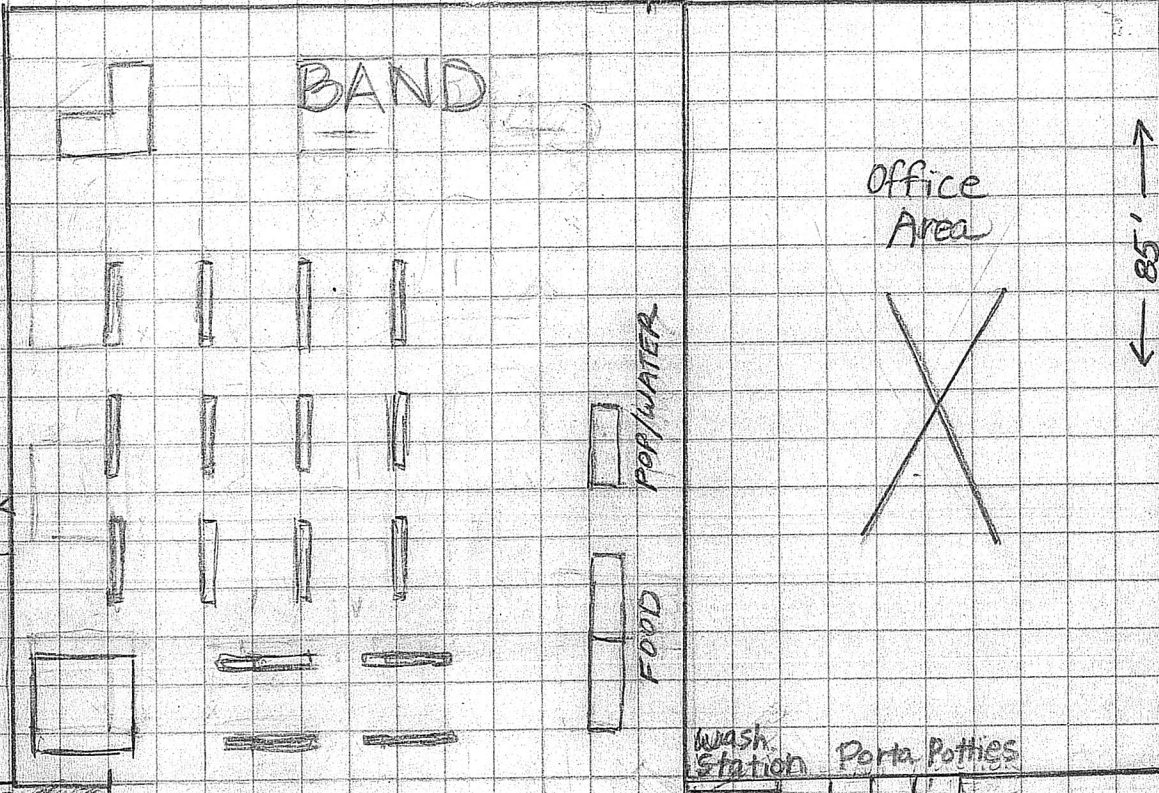 BAND
Office
Area
85'
POP/WATER
FOOD
Wash
Station
Porta Potties